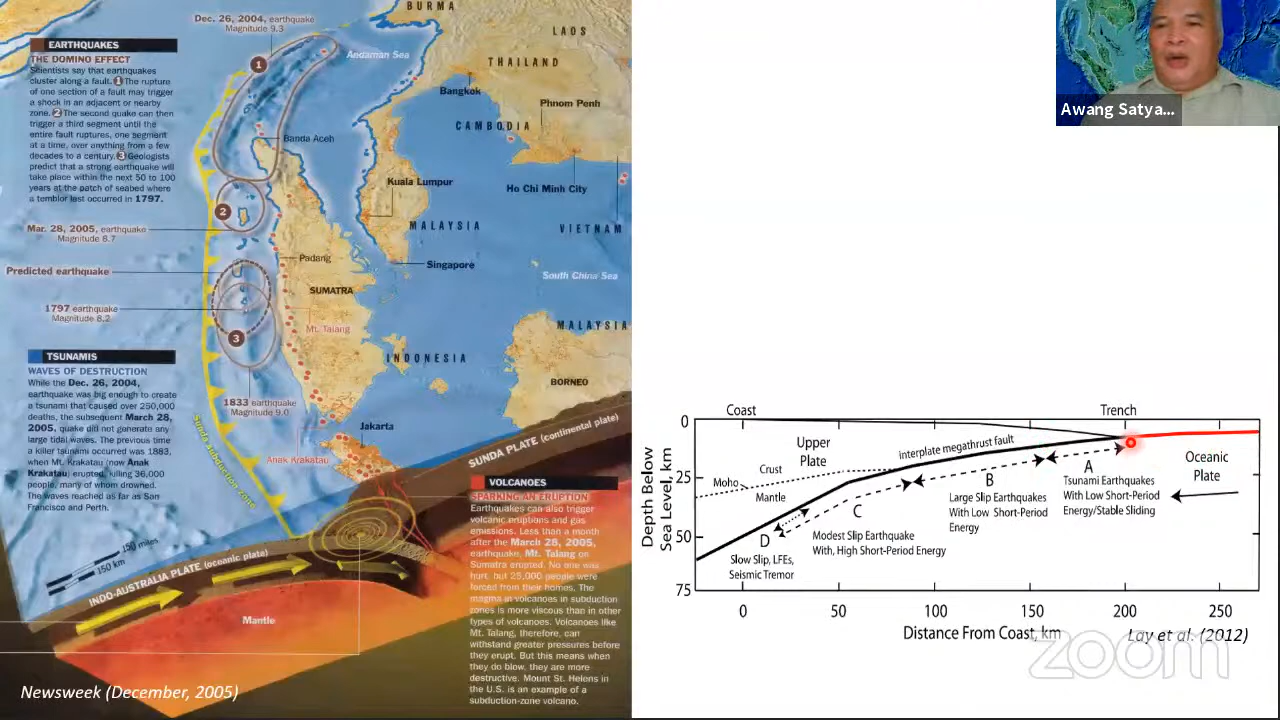 EARTHQUAKES
THE DOMINO EFFECT
Scientists say that earthquakes
cluster along a fault. 1 The rupture
of one section of a fault may trigger
a shock in an adjacent or nearby
zone. 2 The second quake can then
trigger a third segment until the
entire fault ruptures, one segment
at a time, over anything from a few
decades to a century. 3 Geologists
predict that a strong earthquake will
take place within the next 50 to 100
years at the patch of seabed where
a temblor last occurred in 1797.
Dec. 26, 2004, earthquake
Magnitude 9.3
1
BURMA
LAOS
Andaman Sea
THAILAND
Bangkok
Phnom Penh
CAMBODIA
Banda Aceh
Kuala Lumpur
Ho Chi Minh City
2
MALAYSIA
VIETNAM
Mar. 28, 2005, earthquake
Magnitude 8.7
Padang
Singapore
Predicted earthquake
South China Sea
SUMATRA
1797 earthquake
Magnitude 8.2
Mt. Talang
MALAYSIA
3
INDONESIA
BORNEO
1833 earthquake
Magnitude 9.0
Jakarta
Anak Krakatau
Sunda subduction zone
SUNDA PLATE (continental plate)
TSUNAMIS
WAVES OF DESTRUCTION
While the Dec. 26, 2004,
earthquake was big enough to create
a tsunami that caused over 250,000
deaths, the subsequent March 28,
2005, quake did not generate any
large tidal waves. The previous time
a killer tsunami occurred was 1883,
when Mt. Krakatau (now Anak
Krakatau) erupted, killing 36,000
people, many of whom drowned.
The waves reached as far as San
Francisco and Perth.
150 miles
150 km
INDO-AUSTRALIA PLATE (oceanic plate)
Mantle
VOLCANOES
SPARKING AN ERUPTION
Earthquakes can also trigger
volcanic eruptions and gas
emissions. Less than a month
after the March 28, 2005,
earthquake, Mt. Talang on
Sumatra erupted. No one was
hurt, but 25,000 people were
forced from their homes. The
magma in volcanoes in subduction
zones is more viscous than in other
types of volcanoes. Volcanoes like
Mt. Talang, therefore, can
withstand greater pressures before
they erupt. But this means when
they do blow, they are more
destructive. Mount St. Helens in
the U.S. is an example of a
subduction-zone volcano.
Newsweek (December, 2005)
Awang Satya...
Coast
Trench
0
25
50
75
Depth Below
Sea Level, km
Upper
Plate
interplate megathrust fault
Crust
Moho
Mantle
Oceanic
Plate
A
Tsunami Earthquakes
With Low Short-Period
Energy/Stable Sliding
B
Large Slip Earthquakes
With Low Short-Period
Energy
C
Modest Slip Earthquake
With, High Short-Period Energy
D
Slow Slip, LFEs,
Seismic Tremor
0 50 100 150 200 250
Distance From Coast, km
Lay et al. (2012)
zoom